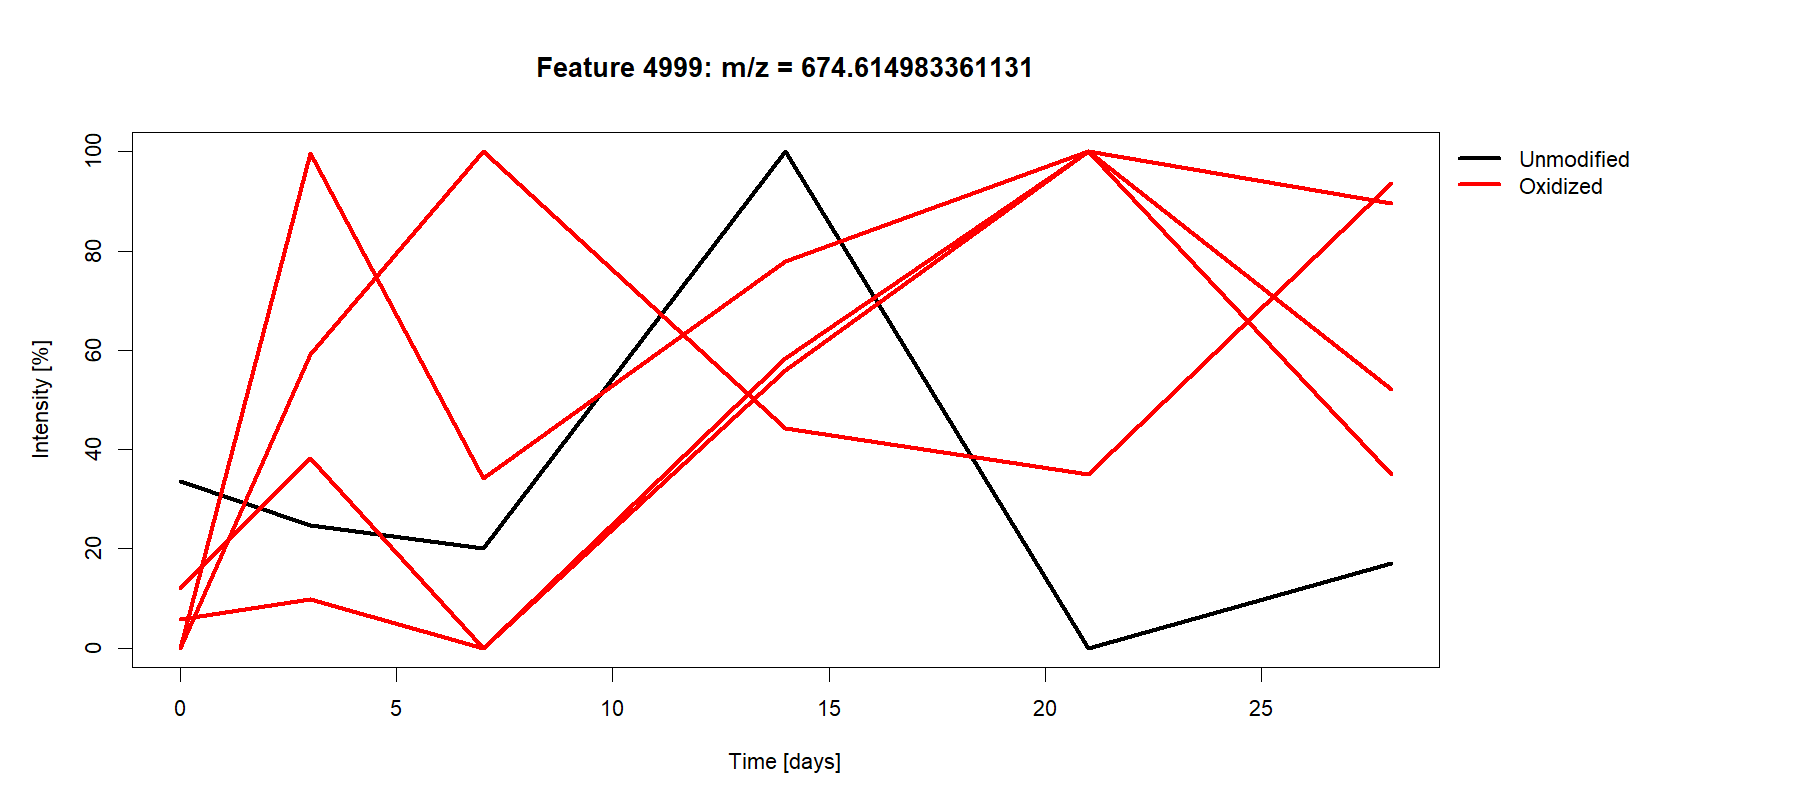 Feature 4999: m/z = 674.614983361131
Unmodified
Oxidized
Intensity [%]
100
80
60
40
20
0
0 5 10 15 20 25
Time [days]